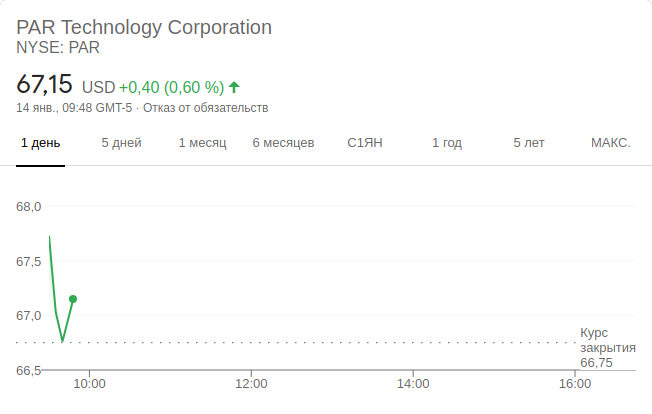 PAR Technology Corporation
NYSE: PAR
67,15 USD +0,40 (0,60 %)
14 янв., 09:48 GMT-5 · Отказ от обязательств
1 день 5 дней 1 месяц 6 месяцев С1ЯН 1 год 5 лет МАКС.
68,0
67,5
67,0
Курс
закрытия
66,75
66,5
10:00 12:00 14:00 16:00